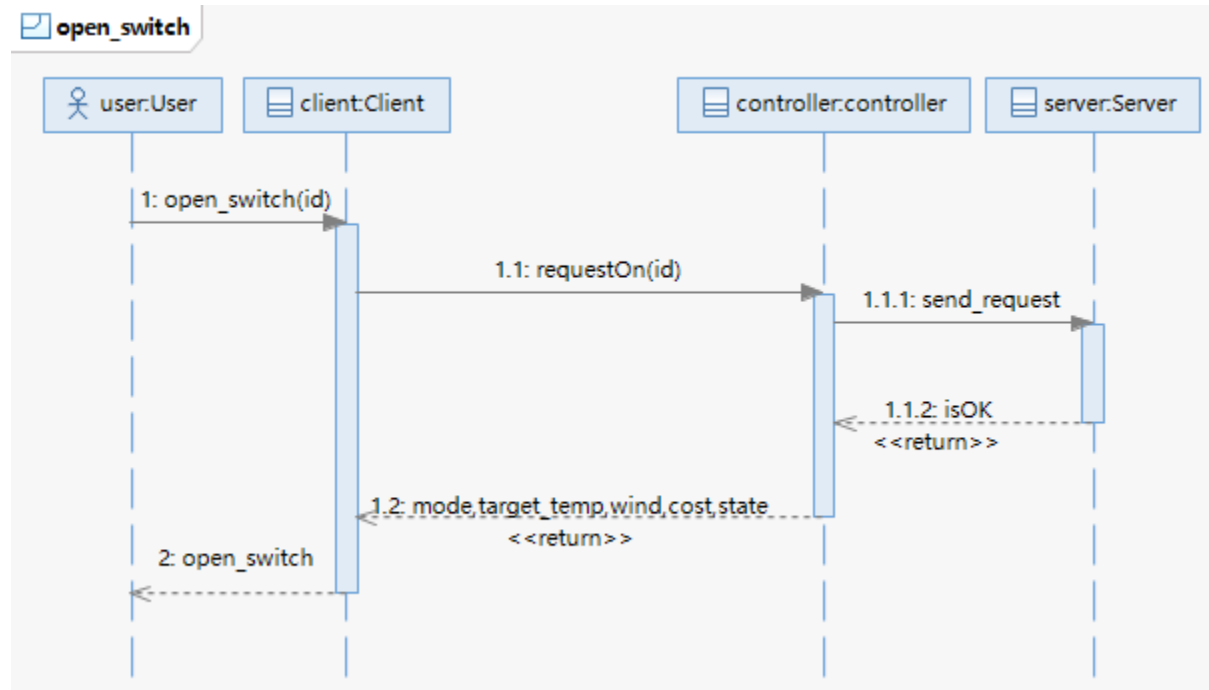 open_switch
user:User
client:Client
controller:controller
server:Server
1: open_switch(id)
1.1: requestOn(id)
1.1.1: send_request
1.1.2: isOK
<<return>>
1.2: mode,target_temp,wind,cost,state
<<return>>
2: open_switch